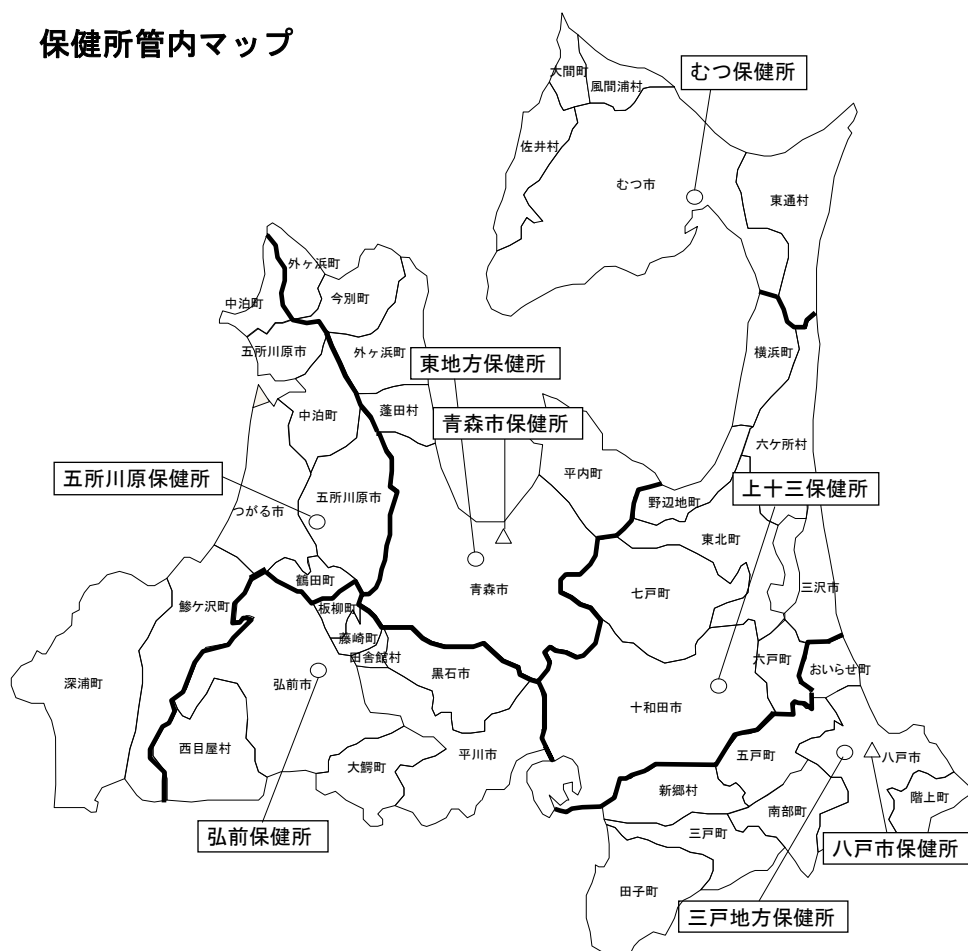 保健所管内マップ
むつ保健所
大間町
風間浦村
佐井村
むつ市
東通村
外ヶ浜町
今別町
中泊町
五所川原市
外ヶ浜町
横浜町
東地方保健所
蓬田村
中泊町
青森市保健所
六ケ所村
平内町
五所川原保健所
上十三保健所
五所川原市
野辺地町
つがる市
東北町
鶴田町
青森市
七戸町
三沢市
鰺ケ沢町
板柳町
藤崎町
田舎館村
黒石市
六戸町
おいらせ町
深浦町
弘前市
十和田市
西目屋村
大鰐町
平川市
五戸町
八戸市
新郷村
階上町
南部町
弘前保健所
三戸町
八戸市保健所
田子町
三戸地方保健所